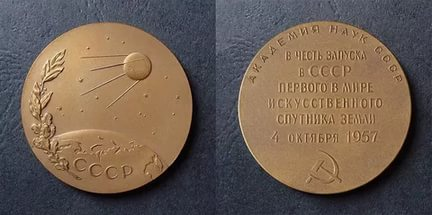 СССР
АКАДЕМИЯ НАУК СССР
В ЧЕСТЬ ЗАПУСКА
В СССР
ПЕРВОГО В МИРЕ
ИСКУССТВЕННОГО
СПУТНИКА ЗЕМЛИ
4 ОКТЯБРЯ 1957